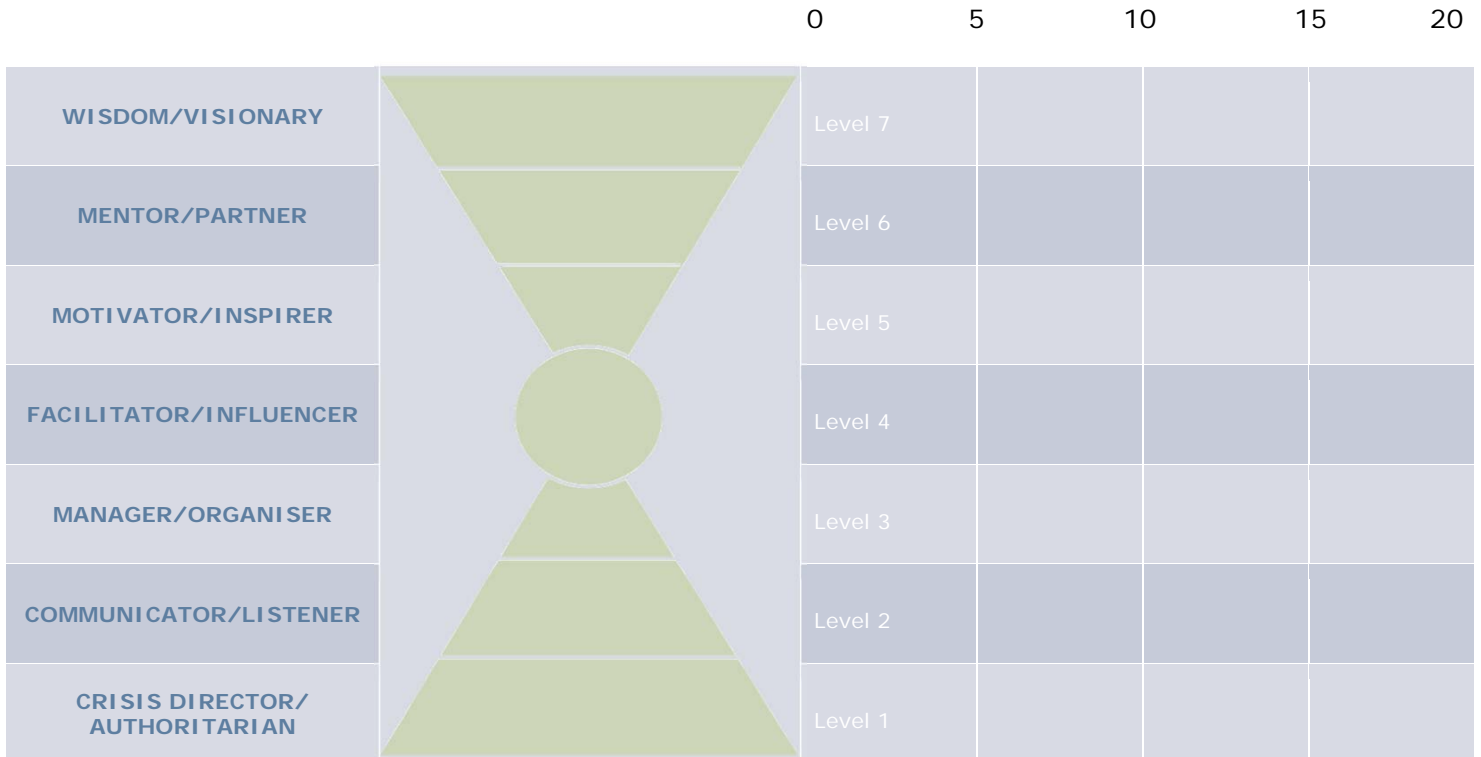 0 5 10 15 20
WISDOM/VISIONARY Level 7
MENTOR/PARTNER Level 6
MOTIVATOR/INSPIRER Level 5
FACILITATOR/INFLUENCER Level 4
MANAGER/ORGANISER Level 3
COMMUNICATOR/LISTENER Level 2
CRISIS DIRECTOR/
AUTHORITARIAN Level 1